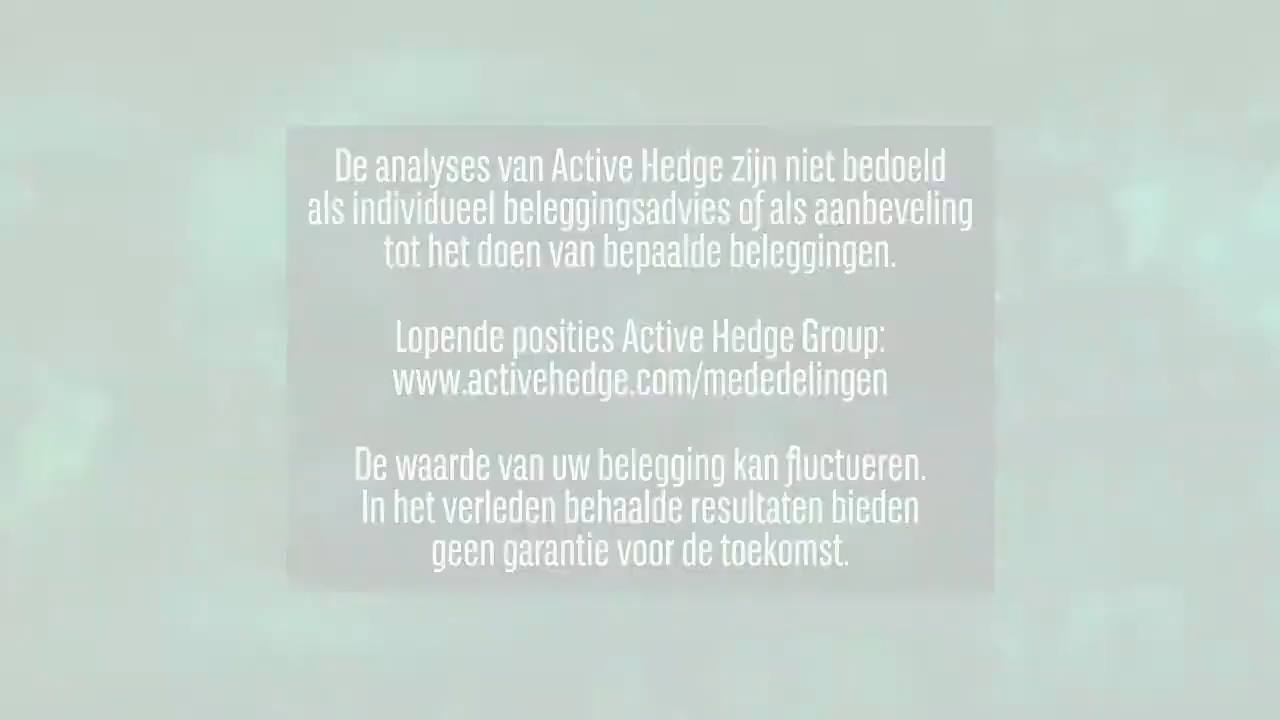 De analyses van Active Hedge zijn niet bedoeld
als individueel beleggingsadvies of als aanbeveling
tot het doen van bepaalde beleggingen.
Lopende posities Active Hedge Group:
www.activehedge.com/mededelingen
De waarde van uw belegging kan fluctueren.
In het verleden behaalde resultaten bieden
geen garantie voor de toekomst.